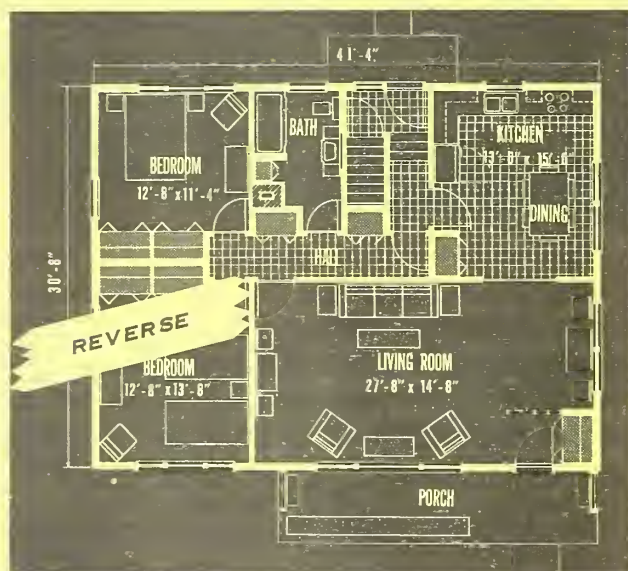 41'-4"
BATH
KITCHEN
BEDROOM
12'-8" x 11'-4"
DINING
HALL
30'-8"
REVERSE
BEDROOM
12'-8" x 13'-8"
LIVING ROOM
27'-8" x 14'-8"
PORCH